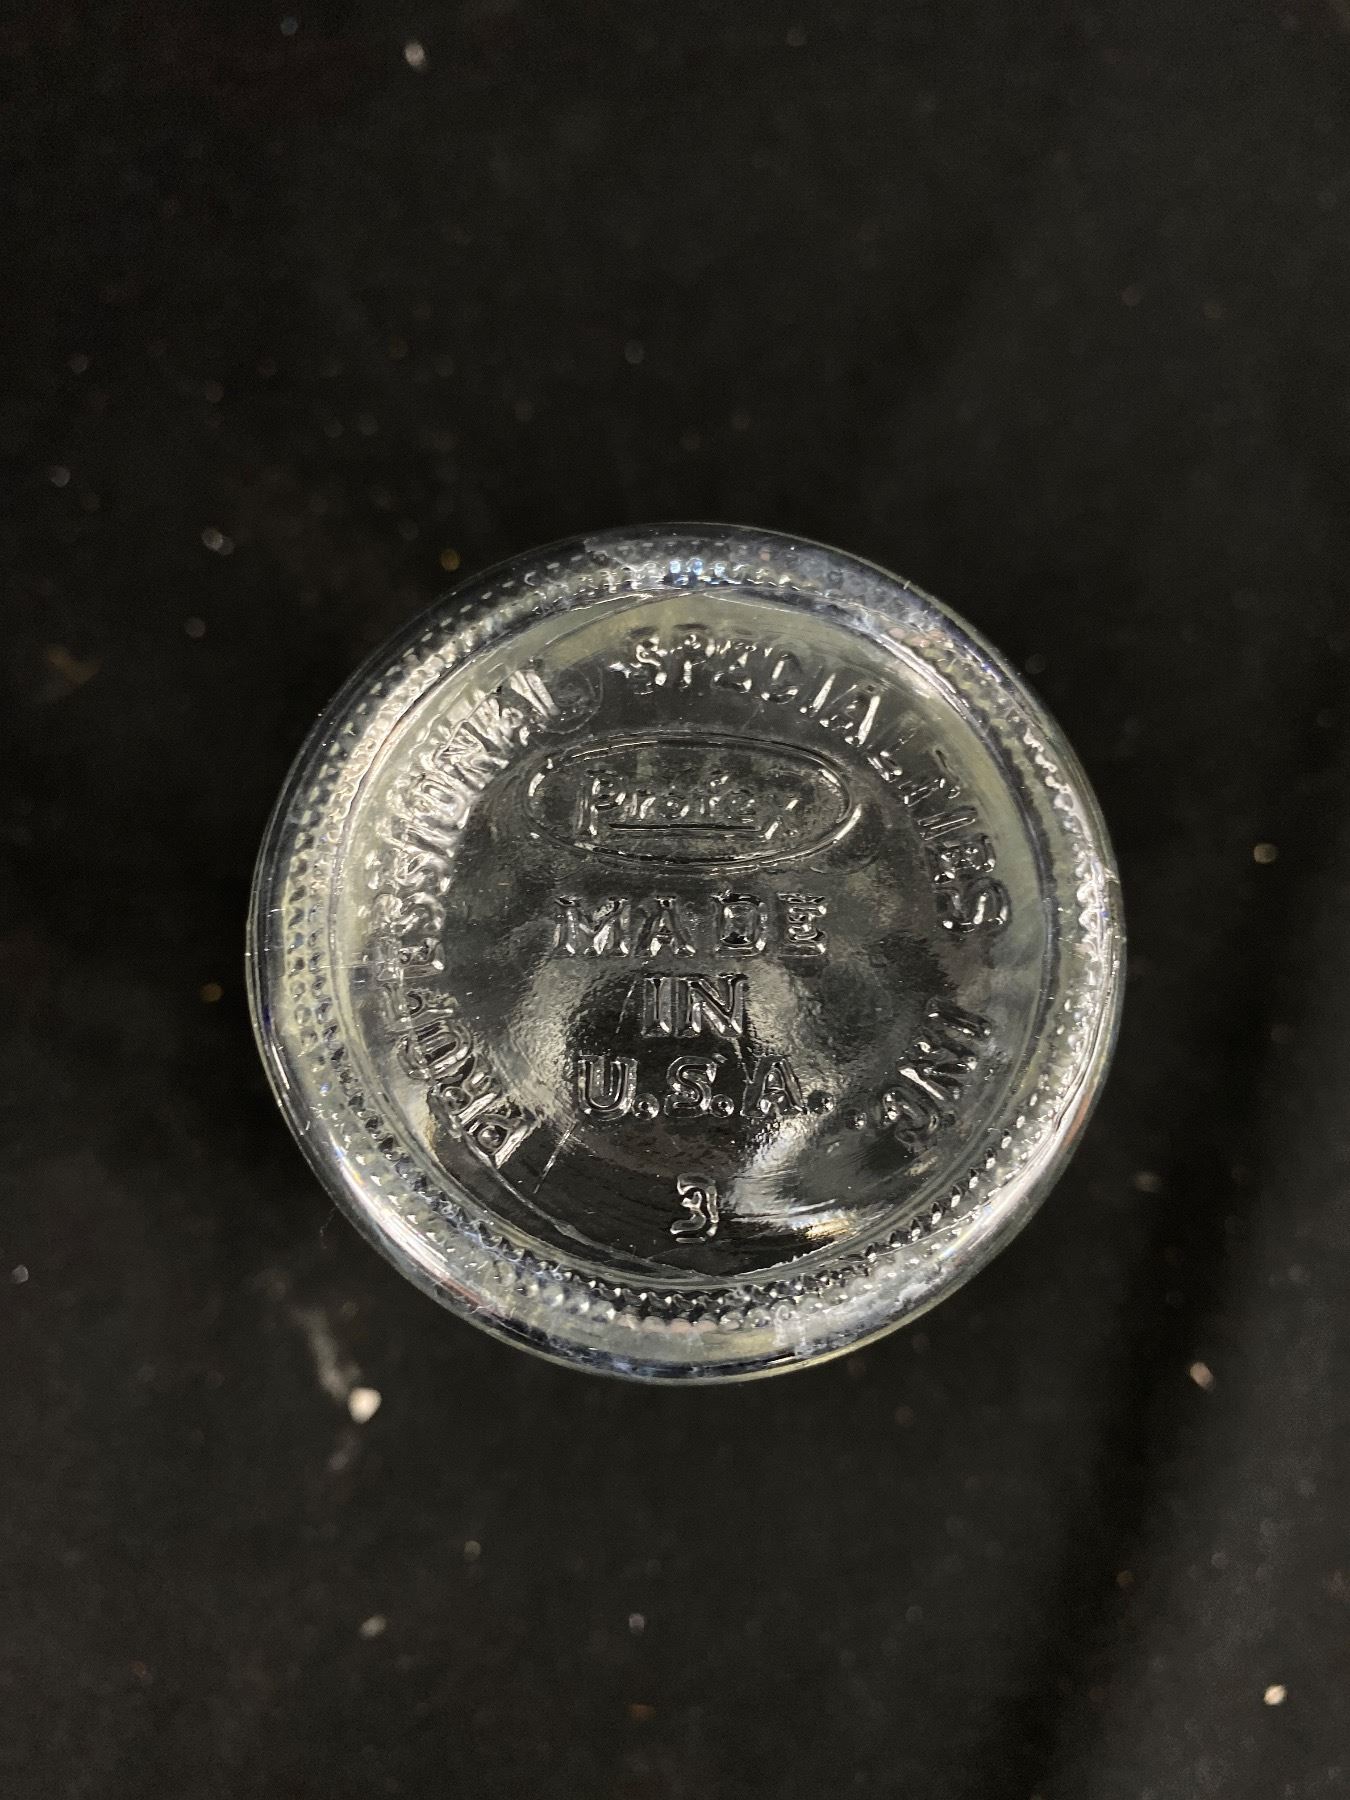 PROFESSIONAL SPECIALTIES INC.
Profex
MADE
IN
U.S.A.
3